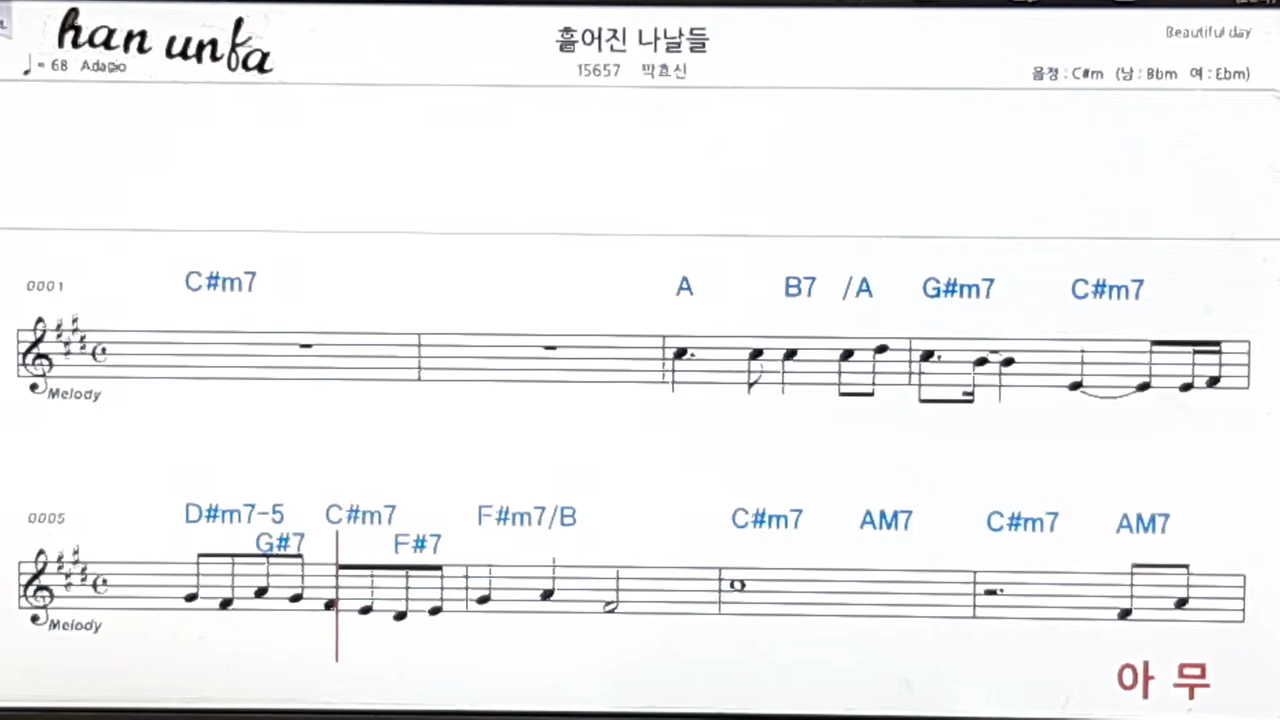 han unfa
흩어진 나날들
Beautiful day
♩= 68 Adagio
15657 박효신
음정 : C#m (남 : Bbm 여 : Ebm)
0001 C#m7 A B7 /A G#m7 C#m7
Melody
0005 D#m7-5 C#m7 F#m7/B C#m7 AM7 C#m7 AM7
G#7 F#7
Melody
아 무